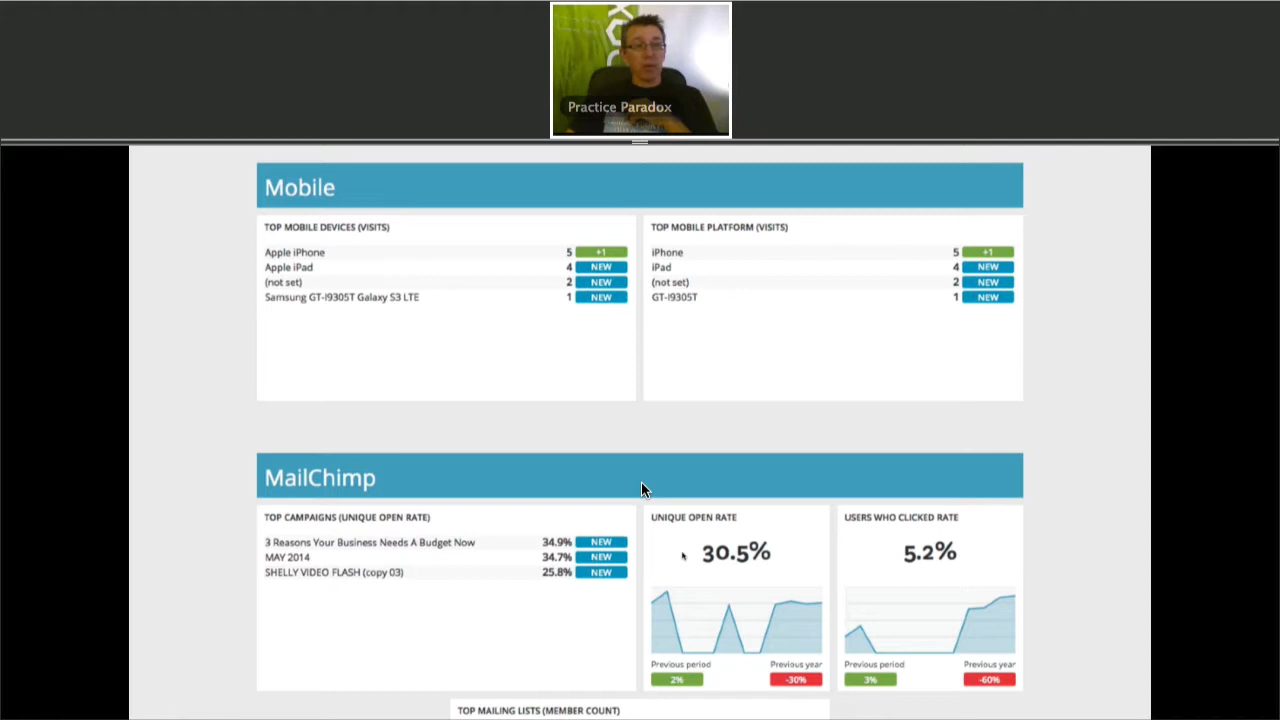 Practice Paradox
Mobile
TOP MOBILE DEVICES (VISITS)
Apple iPhone 5 +1
Apple iPad 4 NEW
(not set) 2 NEW
Samsung GT-I9305T Galaxy S3 LTE 1 NEW
TOP MOBILE PLATFORM (VISITS)
iPhone 5 +1
iPad 4 NEW
(not set) 2 NEW
GT-I9305T 1 NEW
MailChimp
TOP CAMPAIGNS (UNIQUE OPEN RATE)
3 Reasons Your Business Needs A Budget Now 34.9% NEW
MAY 2014 34.7% NEW
SHELLY VIDEO FLASH (copy 03) 25.8% NEW
UNIQUE OPEN RATE
30.5%
Previous period Previous year
2% -30%
USERS WHO CLICKED RATE
5.2%
Previous period Previous year
3% -60%
TOP MAILING LISTS (MEMBER COUNT)